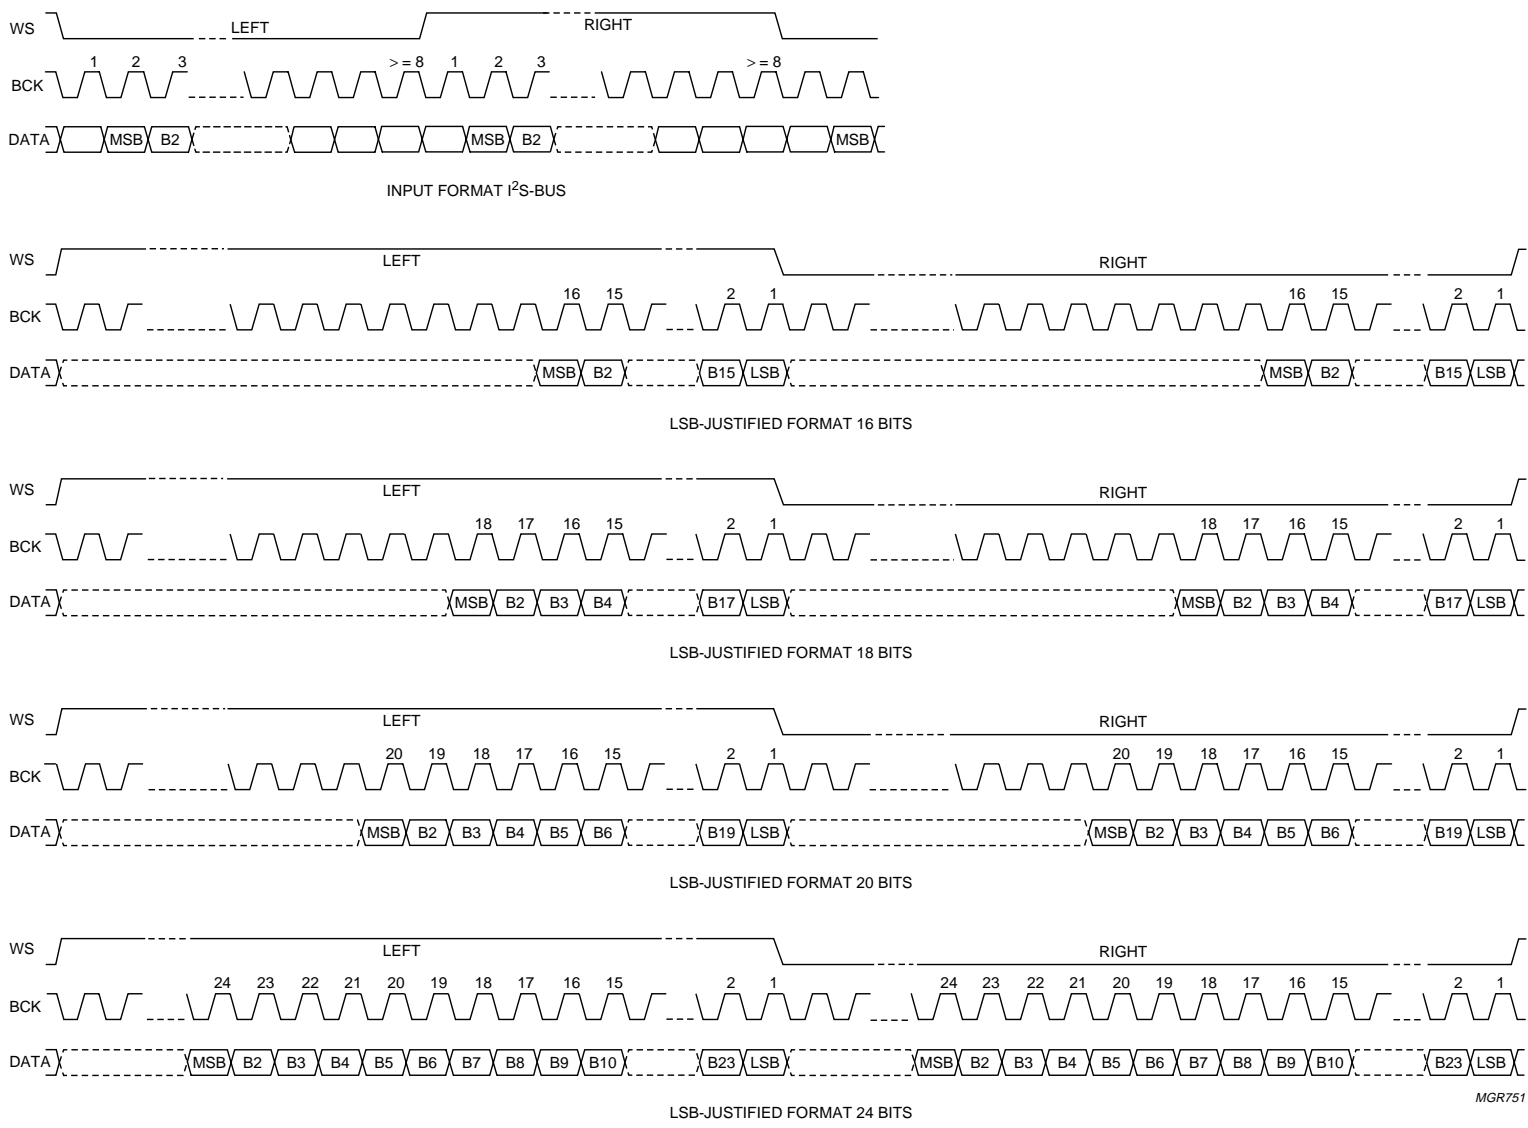 WS LEFT RIGHT
BCK 1 2 3 > = 8 1 2 3 > = 8
DATA MSB B2 MSB B2 MSB
INPUT FORMAT I²S-BUS
WS LEFT RIGHT
BCK 16 15 2 1 16 15 2 1
DATA MSB B2 B15 LSB MSB B2 B15 LSB
LSB-JUSTIFIED FORMAT 16 BITS
WS LEFT RIGHT
BCK 18 17 16 15 2 1 18 17 16 15 2 1
DATA MSB B2 B3 B4 B17 LSB MSB B2 B3 B4 B17 LSB
LSB-JUSTIFIED FORMAT 18 BITS
WS LEFT RIGHT
BCK 20 19 18 17 16 15 2 1 20 19 18 17 16 15 2 1
DATA MSB B2 B3 B4 B5 B6 B19 LSB MSB B2 B3 B4 B5 B6 B19 LSB
LSB-JUSTIFIED FORMAT 20 BITS
WS LEFT RIGHT
BCK 24 23 22 21 20 19 18 17 16 15 2 1 24 23 22 21 20 19 18 17 16 15 2 1
DATA MSB B2 B3 B4 B5 B6 B7 B8 B9 B10 B23 LSB MSB B2 B3 B4 B5 B6 B7 B8 B9 B10 B23 LSB
MGR751
LSB-JUSTIFIED FORMAT 24 BITS